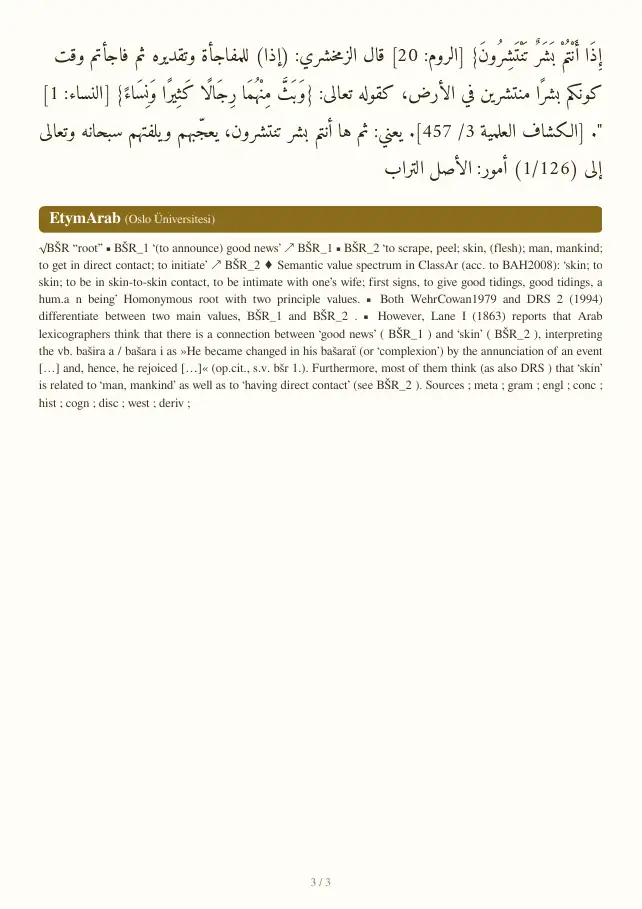 إِذَا أَنْتُمْ بَشَرٌ تَنْتَشِرُونَ} [الروم: 20] قال الزمخشري: (إذا) للمفاجأة وتقديره ثم فاجأتم وقت
كونكم بشرًا منتشرين في الأرض، كقوله تعالى: {وَبَثَّ مِنْهُمَا رِجَالًا كَثِيرًا وَنِسَاءً} [النساء: 1]
". [الكشاف العلمية 3/ 457]. يعني: ثم ها أنتم بشر تنتشرون، يعجّبهم ويلفتهم سبحانه وتعالى
إلى (1/126) أمور: الأصل التراب
EtymArab (Oslo Üniversitesi)
√BŠR “root” ▪ BŠR_1 ‘(to announce) good news’ ↗ BŠR_1 ▪ BŠR_2 ‘to scrape, peel; skin, (flesh); man, mankind;
to get in direct contact; to initiate’ ↗ BŠR_2 ♦ Semantic value spectrum in ClassAr (acc. to BAH2008): ‘skin; to
skin; to be in skin-to-skin contact, to be intimate with one’s wife; first signs, to give good tidings, good tidings, a
hum.a n being’ Homonymous root with two principle values. ▪ Both WehrCowan1979 and DRS 2 (1994)
differentiate between two main values, BŠR_1 and BŠR_2 . ▪ However, Lane I (1863) reports that Arab
lexicographers think that there is a connection between ‘good news’ ( BŠR_1 ) and ‘skin’ ( BŠR_2 ), interpreting
the vb. bašira a / bašara i as »He became changed in his bašaraẗ (or ‘complexion’) by the annunciation of an event
[…] and, hence, he rejoiced […]« (op.cit., s.v. bšr 1.). Furthermore, most of them think (as also DRS ) that ‘skin’
is related to ‘man, mankind’ as well as to ‘having direct contact’ (see BŠR_2 ). Sources ; meta ; gram ; engl ; conc ;
hist ; cogn ; disc ; west ; deriv ;
3 / 3